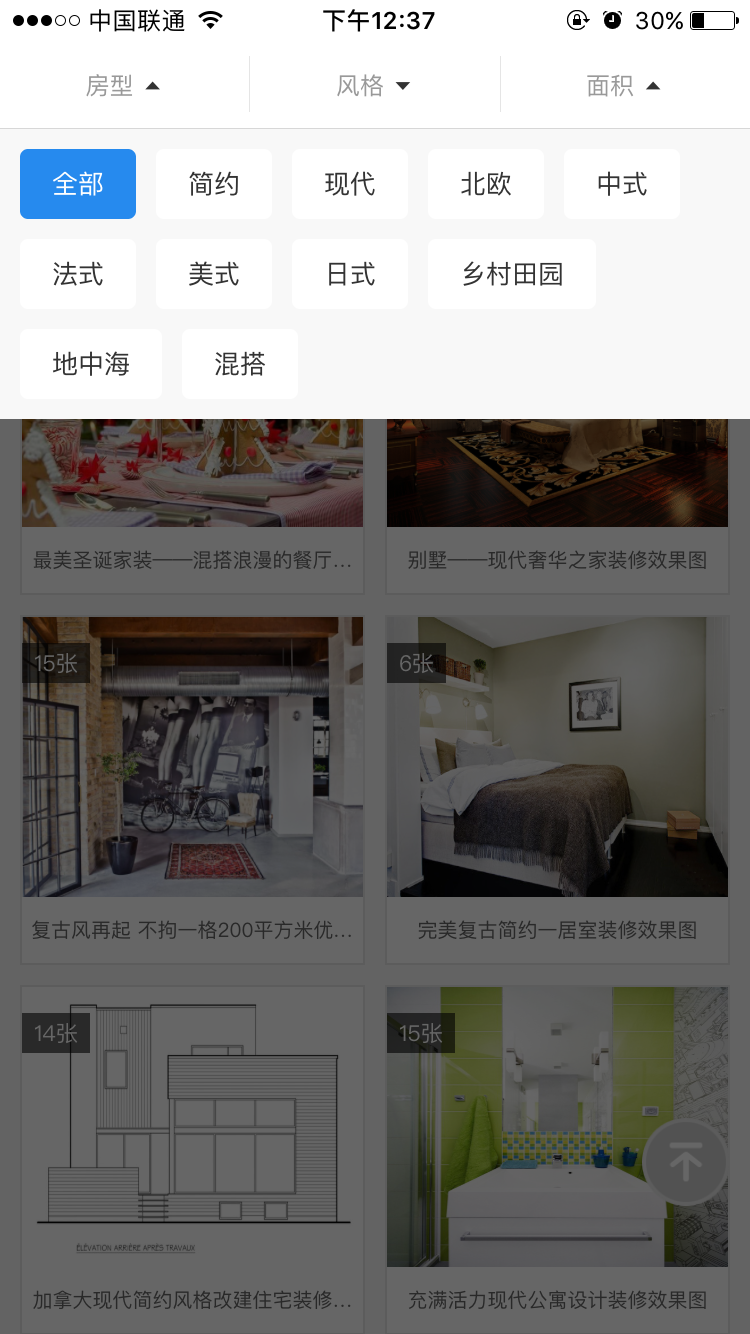 中国联通 下午12:37 30%
房型 风格 面积
全部 简约 现代 北欧 中式
法式 美式 日式 乡村田园
地中海 混搭
最美圣诞家装——混搭浪漫的餐厅... 别墅——现代奢华之家装修效果图
15张 6张
复古风再起 不拘一格200平方米优... 完美复古简约一居室装修效果图
14张 15张
ÉLÉVATION ARRIÈRE APRÈS TRAVAUX
加拿大现代简约风格改建住宅装修... 充满活力现代公寓设计装修效果图